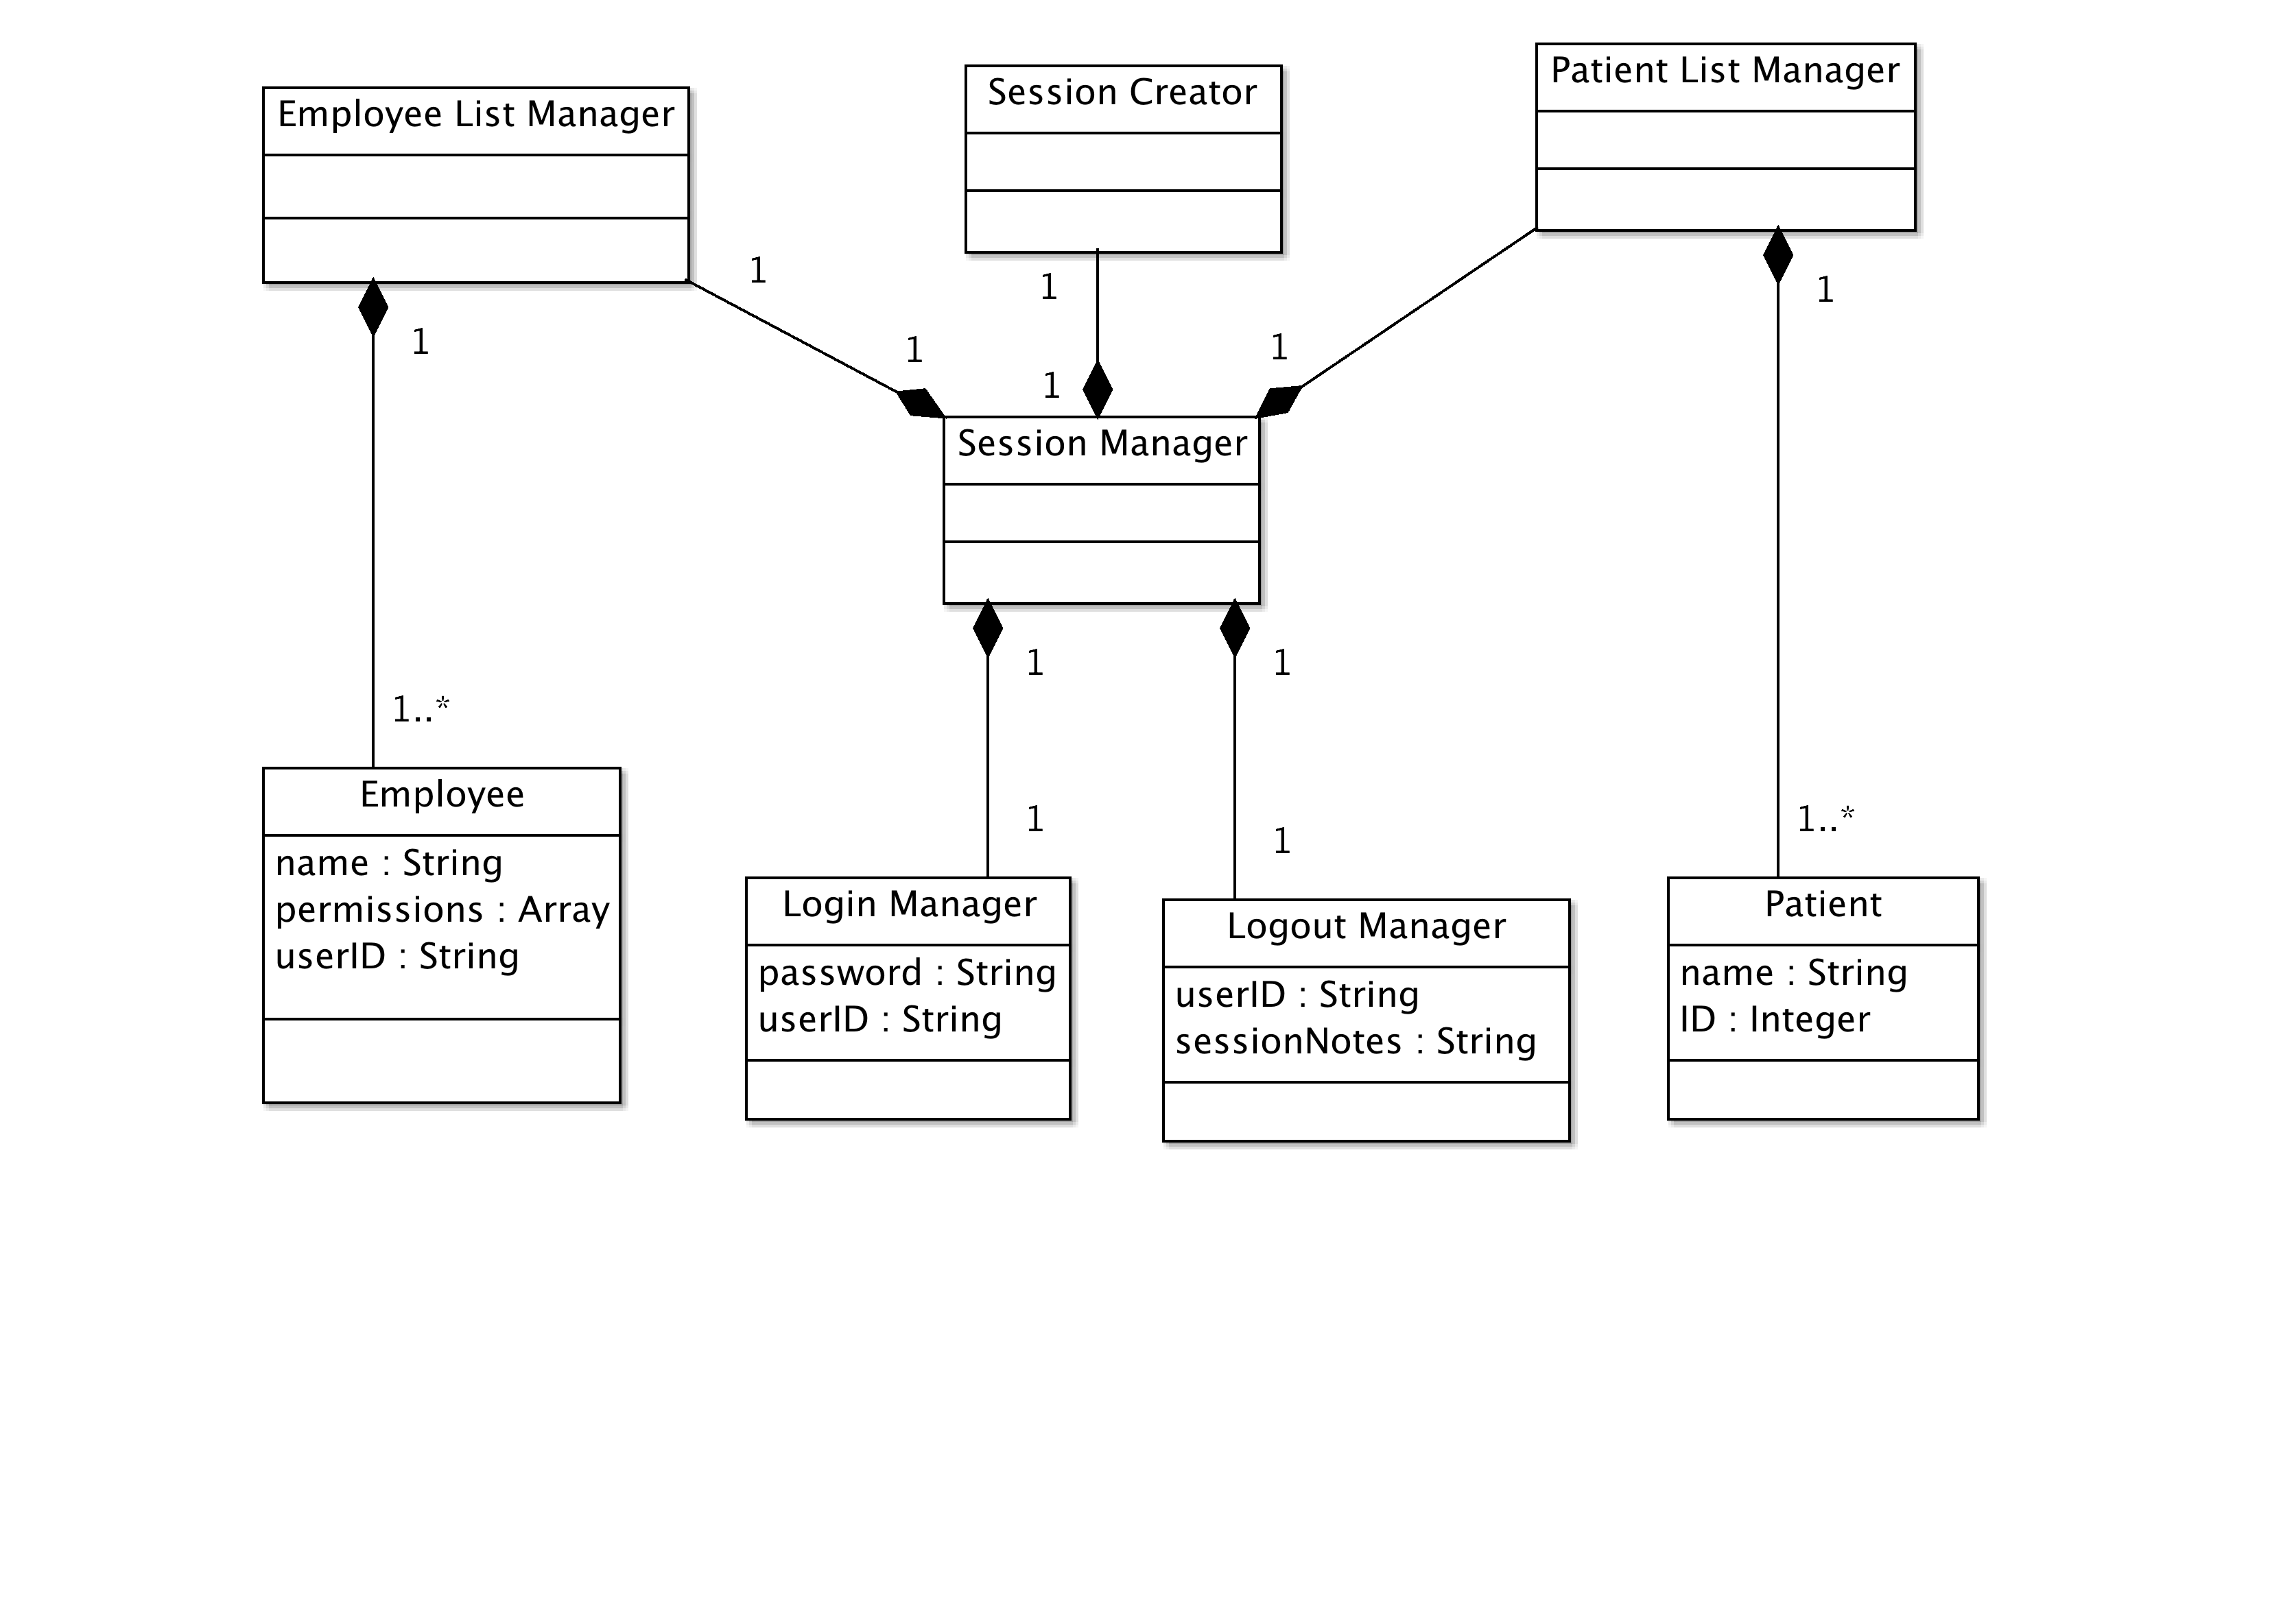 Employee List Manager
Session Creator
Patient List Manager
1
1
1
1
1
1
1
Session Manager
1
1
1..*
1
1
1..*
Employee
name : String
permissions : Array
userID : String
Login Manager
password : String
userID : String
Logout Manager
userID : String
sessionNotes : String
Patient
name : String
ID : Integer